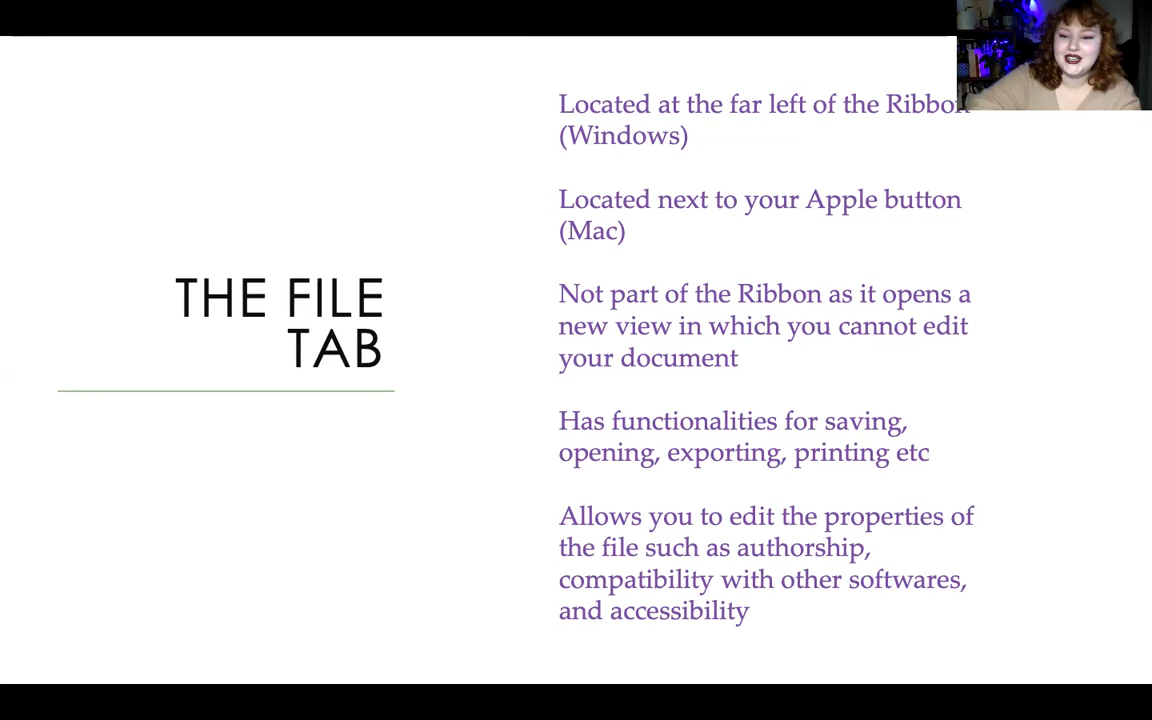 THE FILE
TAB
Located at the far left of the Ribbon
(Windows)
Located next to your Apple button
(Mac)
Not part of the Ribbon as it opens a
new view in which you cannot edit
your document
Has functionalities for saving,
opening, exporting, printing etc
Allows you to edit the properties of
the file such as authorship,
compatibility with other softwares,
and accessibility